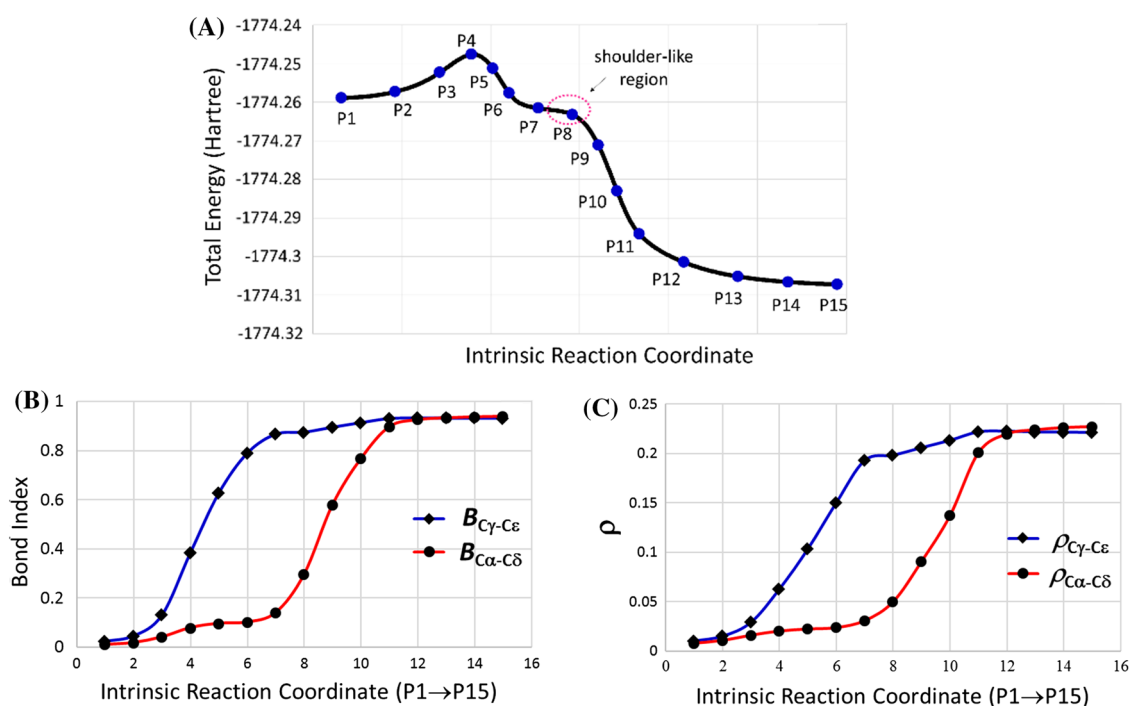 (A)
-1774.24
-1774.25
-1774.26
-1774.27
-1774.28
-1774.29
-1774.3
-1774.31
-1774.32
Total Energy (Hartree)
P1
P2
P3
P4
P5
P6
P7
P8
P9
P10
P11
P12
P13
P14
P15
shoulder-like
region
Intrinsic Reaction Coordinate
(B)
1
0.8
0.6
0.4
0.2
0
Bond Index
BCγ-Cε
BCα-Cδ
0 2 4 6 8 10 12 14 16
Intrinsic Reaction Coordinate (P1→P15)
(C)
0.25
0.2
0.15
0.1
0.05
0
ρ
ρCγ-Cε
ρCα-Cδ
0 2 4 6 8 10 12 14 16
Intrinsic Reaction Coordinate (P1→P15)